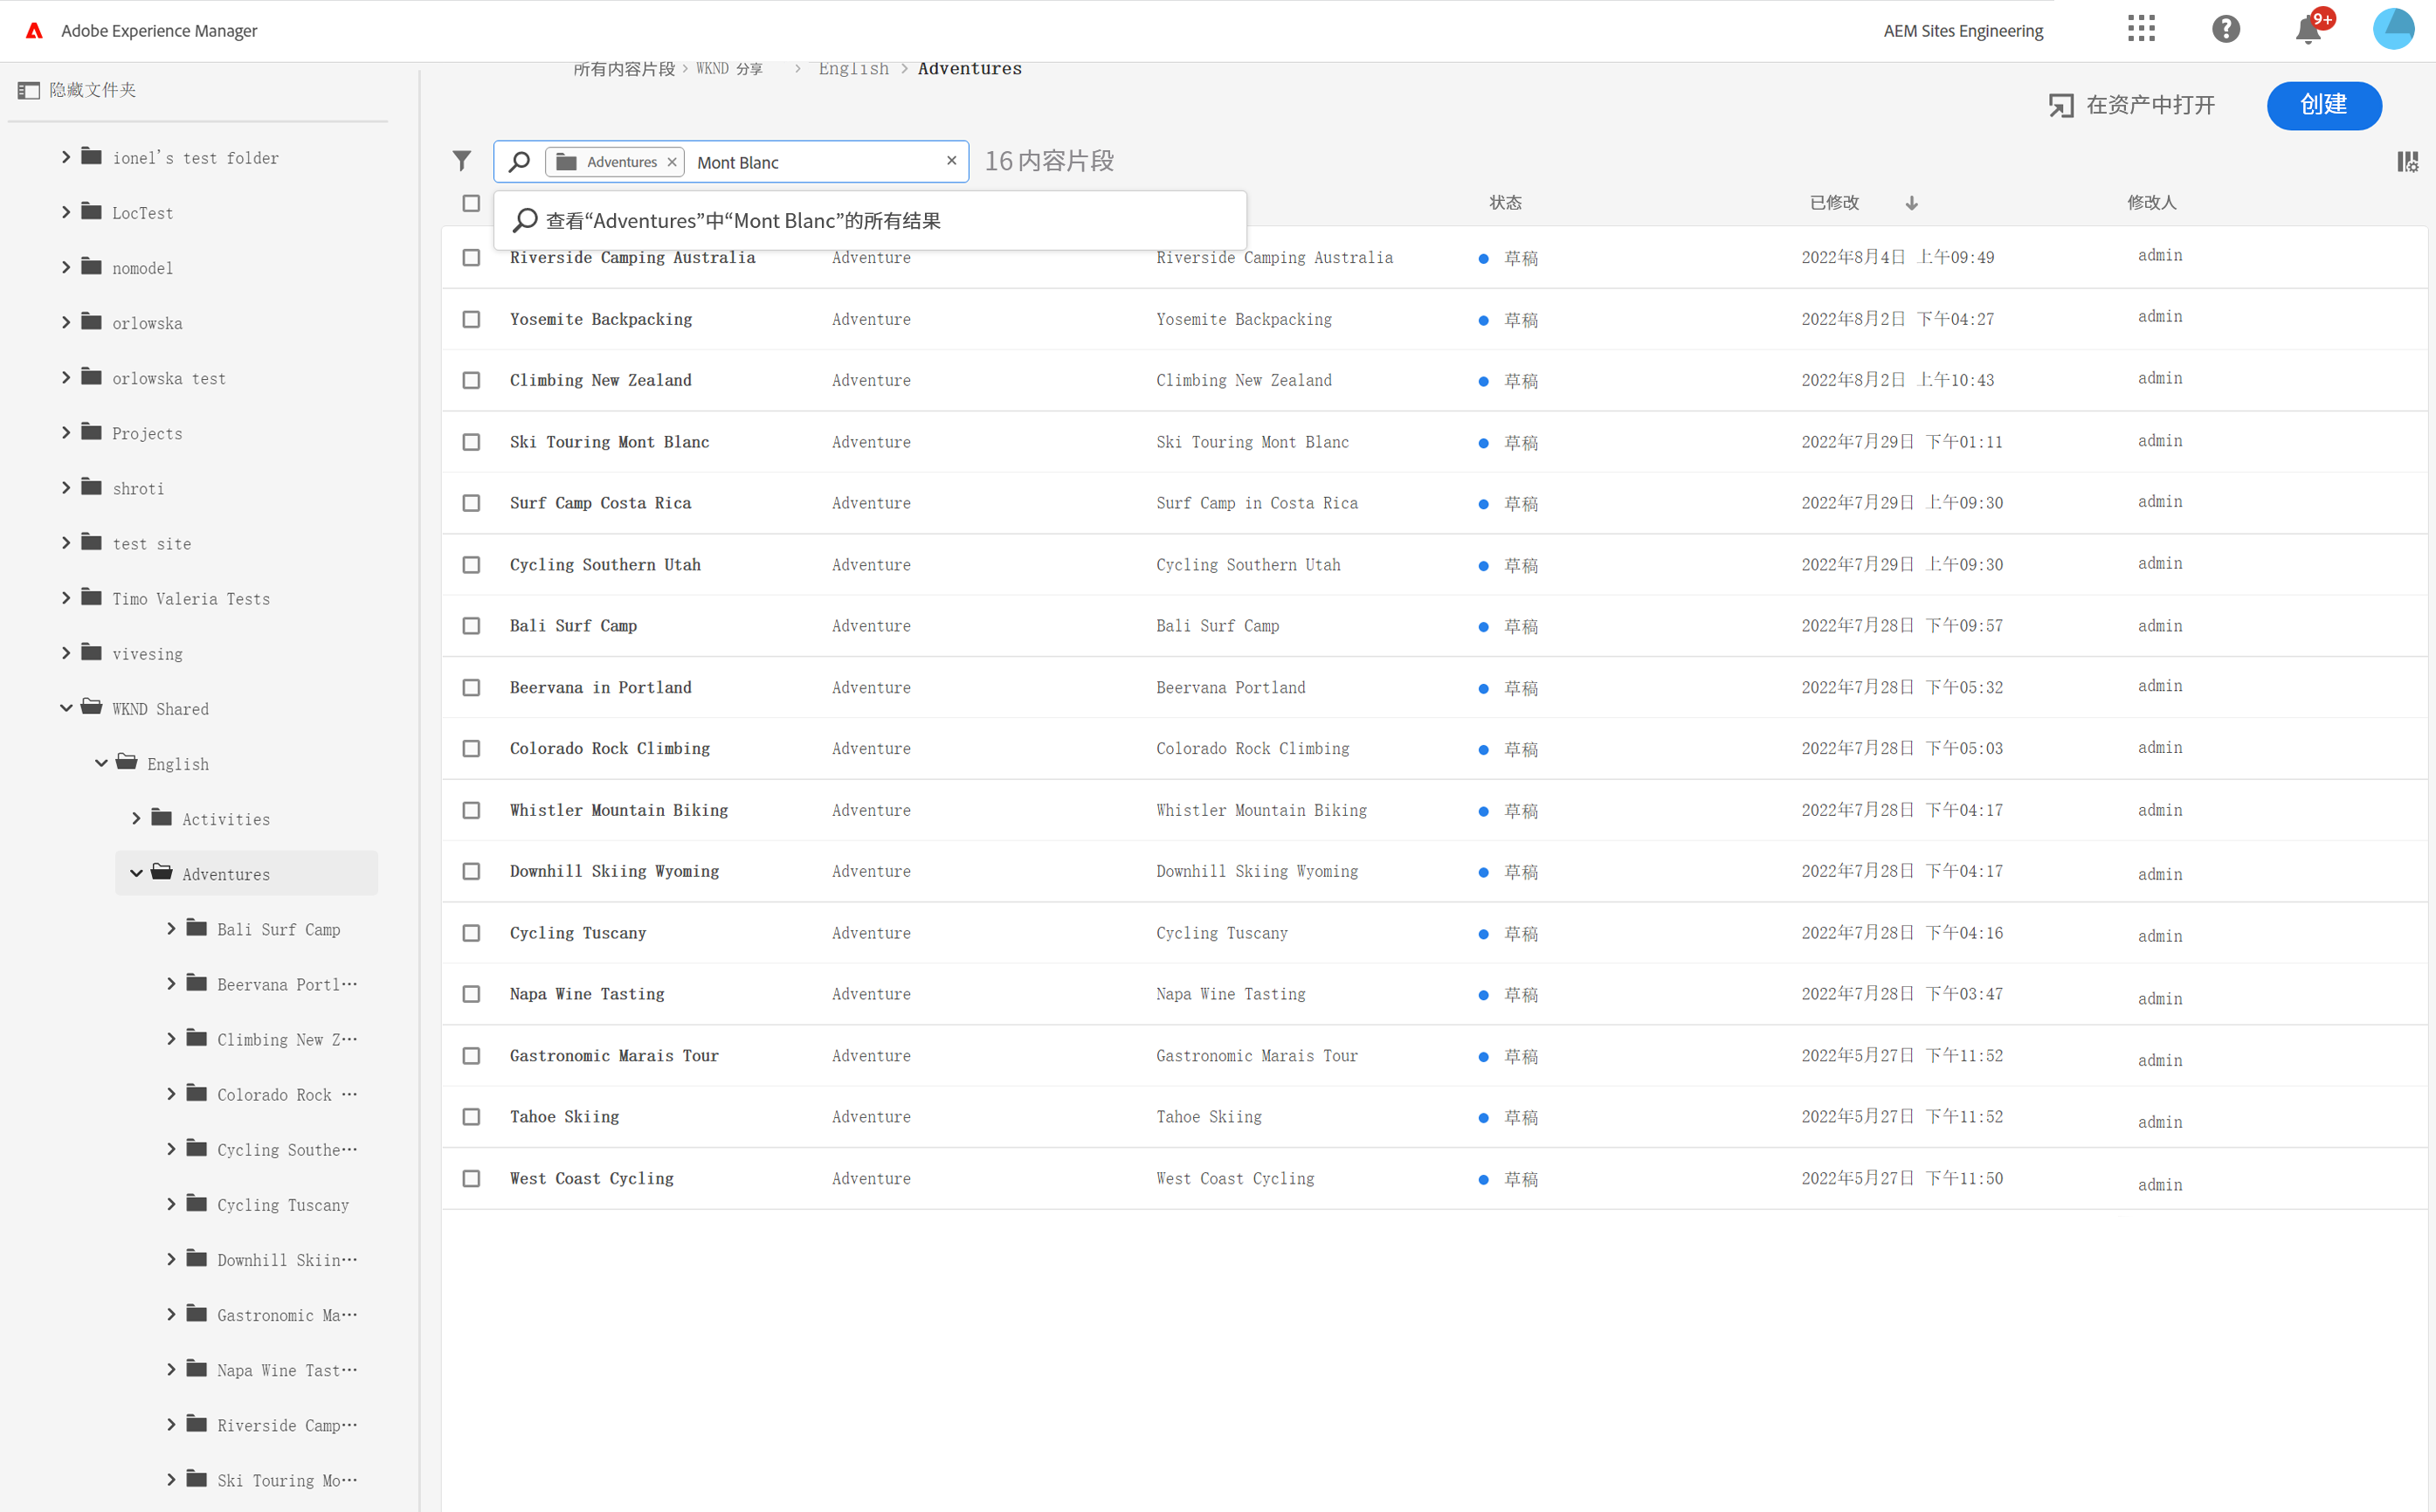 Adobe Experience Manager
AEM Sites Engineering
9+
隐藏文件夹
ionel's test folder
LocTest
nomodel
orlowska
orlowska test
Projects
shroti
test site
Timo Valeria Tests
vivesing
WKND Shared
English
Activities
Adventures
Bali Surf Camp
Beervana Portl…
Climbing New Z…
Colorado Rock …
Cycling Southe…
Cycling Tuscany
Downhill Skiin…
Gastronomic Ma…
Napa Wine Tast…
Riverside Camp…
Ski Touring Mo…
所有内容片段 > WKND 分享 > English > Adventures
在资产中打开
创建
Adventures × Mont Blanc × 16 内容片段
查看“Adventures”中“Mont Blanc”的所有结果
状态 已修改 修改人
Riverside Camping Australia Adventure Riverside Camping Australia 草稿 2022年8月4日 上午09:49 admin
Yosemite Backpacking Adventure Yosemite Backpacking 草稿 2022年8月2日 下午04:27 admin
Climbing New Zealand Adventure Climbing New Zealand 草稿 2022年8月2日 上午10:43 admin
Ski Touring Mont Blanc Adventure Ski Touring Mont Blanc 草稿 2022年7月29日 下午01:11 admin
Surf Camp Costa Rica Adventure Surf Camp in Costa Rica 草稿 2022年7月29日 上午09:30 admin
Cycling Southern Utah Adventure Cycling Southern Utah 草稿 2022年7月29日 上午09:30 admin
Bali Surf Camp Adventure Bali Surf Camp 草稿 2022年7月28日 下午09:57 admin
Beervana in Portland Adventure Beervana Portland 草稿 2022年7月28日 下午05:32 admin
Colorado Rock Climbing Adventure Colorado Rock Climbing 草稿 2022年7月28日 下午05:03 admin
Whistler Mountain Biking Adventure Whistler Mountain Biking 草稿 2022年7月28日 下午04:17 admin
Downhill Skiing Wyoming Adventure Downhill Skiing Wyoming 草稿 2022年7月28日 下午04:17 admin
Cycling Tuscany Adventure Cycling Tuscany 草稿 2022年7月28日 下午04:16 admin
Napa Wine Tasting Adventure Napa Wine Tasting 草稿 2022年7月28日 下午03:47 admin
Gastronomic Marais Tour Adventure Gastronomic Marais Tour 草稿 2022年5月27日 下午11:52 admin
Tahoe Skiing Adventure Tahoe Skiing 草稿 2022年5月27日 下午11:52 admin
West Coast Cycling Adventure West Coast Cycling 草稿 2022年5月27日 下午11:50 admin